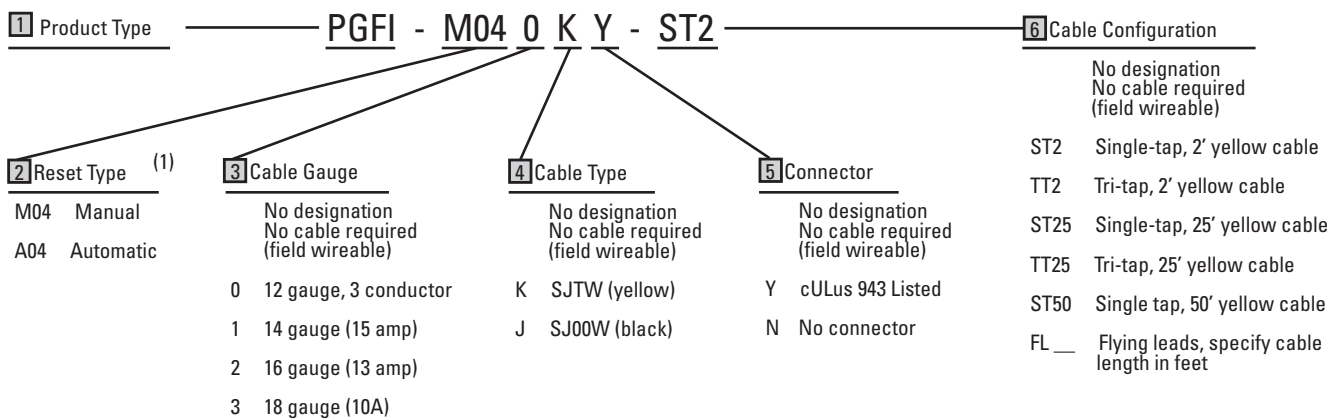 1 Product Type
PGFI - M04 0 K Y - ST2
6 Cable Configuration
No designation
No cable required
(field wireable)
ST2 Single-tap, 2' yellow cable
TT2 Tri-tap, 2' yellow cable
ST25 Single-tap, 25' yellow cable
TT25 Tri-tap, 25' yellow cable
ST50 Single tap, 50' yellow cable
FL __ Flying leads, specify cable
length in feet
2 Reset Type (1)
M04 Manual
A04 Automatic
3 Cable Gauge
No designation
No cable required
(field wireable)
0 12 gauge, 3 conductor
1 14 gauge (15 amp)
2 16 gauge (13 amp)
3 18 gauge (10A)
4 Cable Type
No designation
No cable required
(field wireable)
K SJTW (yellow)
J SJ00W (black)
5 Connector
No designation
No cable required
(field wireable)
Y cULus 943 Listed
N No connector